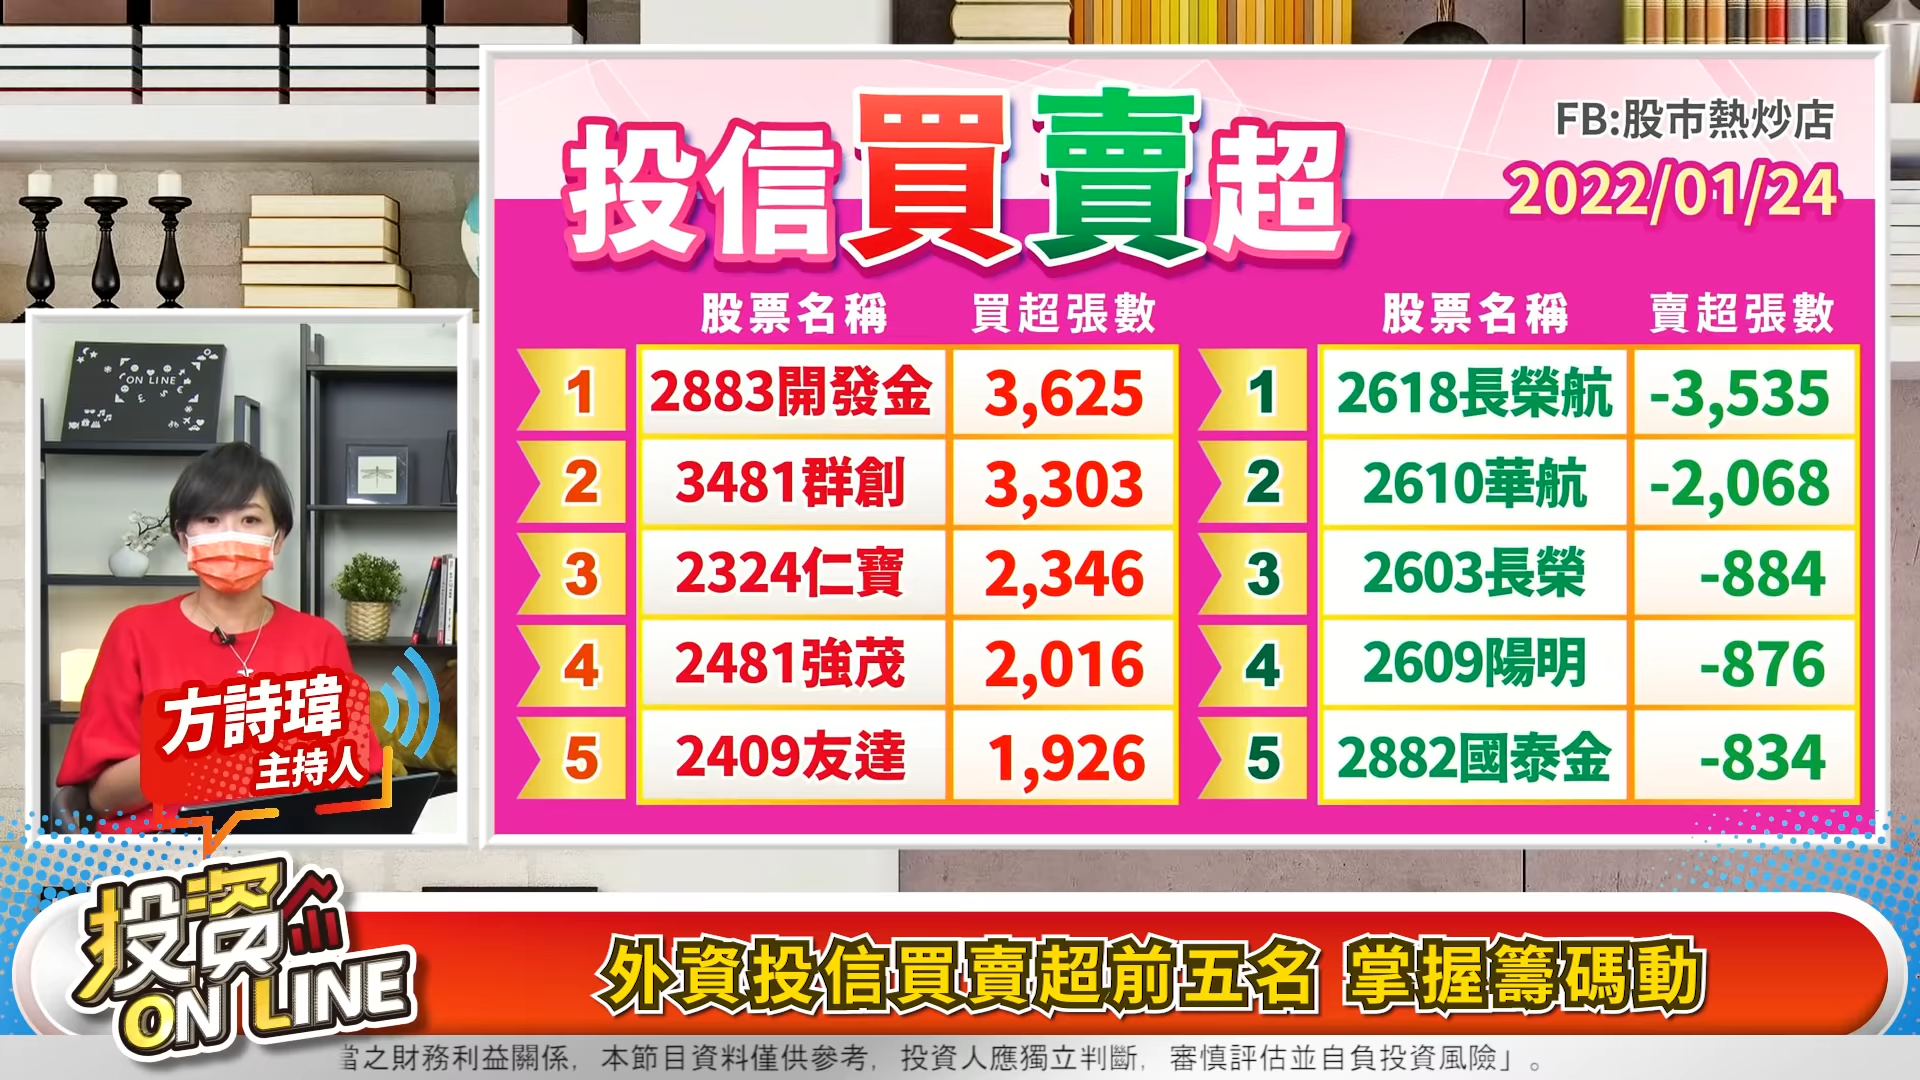 投信買賣超
FB:股市熱炒店
2022/01/24
股票名稱 買超張數 股票名稱 賣超張數
1 2883開發金 3,625 1 2618長榮航 -3,535
2 3481群創 3,303 2 2610華航 -2,068
3 2324仁寶 2,346 3 2603長榮 -884
4 2481強茂 2,016 4 2609陽明 -876
5 2409友達 1,926 5 2882國泰金 -834
ON LINE
方詩瑋
主持人
投資
ON LINE
外資投信買賣超前五名 掌握籌碼動
當之財務利益關係，本節目資料僅供參考，投資人應獨立判斷，審慎評估並自負投資風險」。